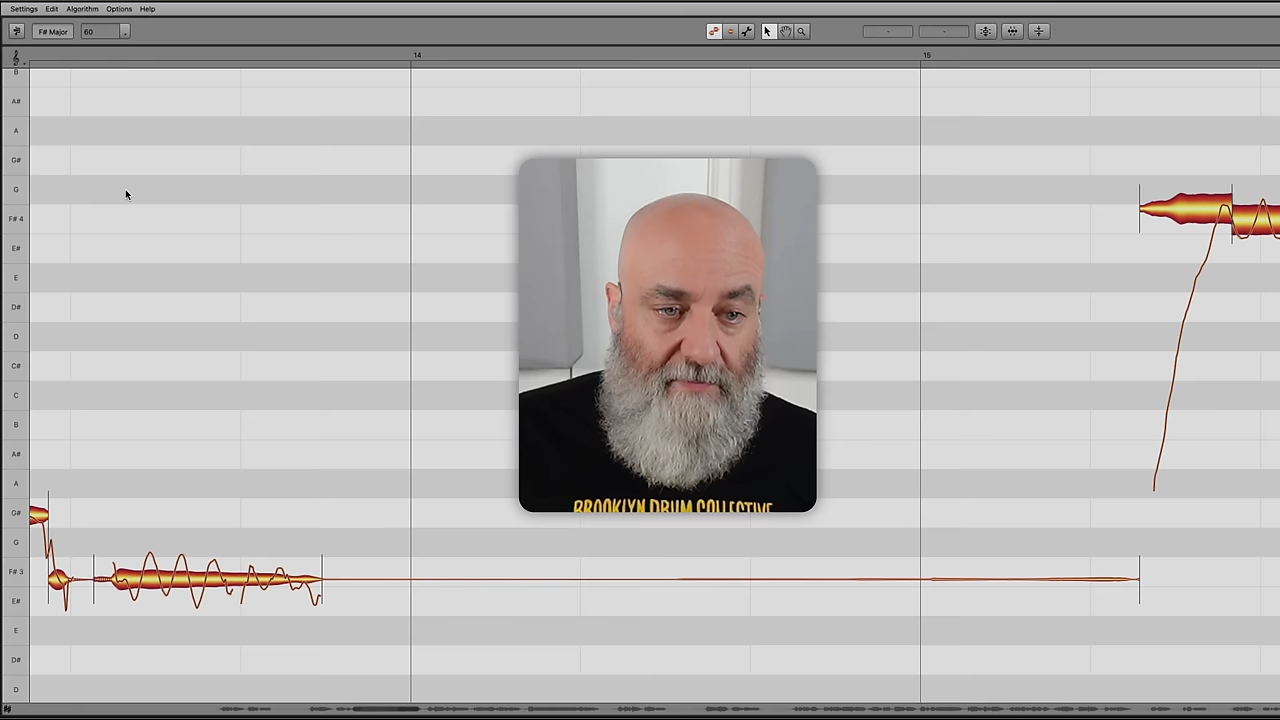 Settings Edit Algorithm Options Help
F# Major 60
14 15
B
A#
A
G#
G
F# 4
E#
E
D#
D
C#
C
B
A#
A
G#
G
F# 3
E#
E
D#
D
BROOKLYN DRUM COLLECTIVE